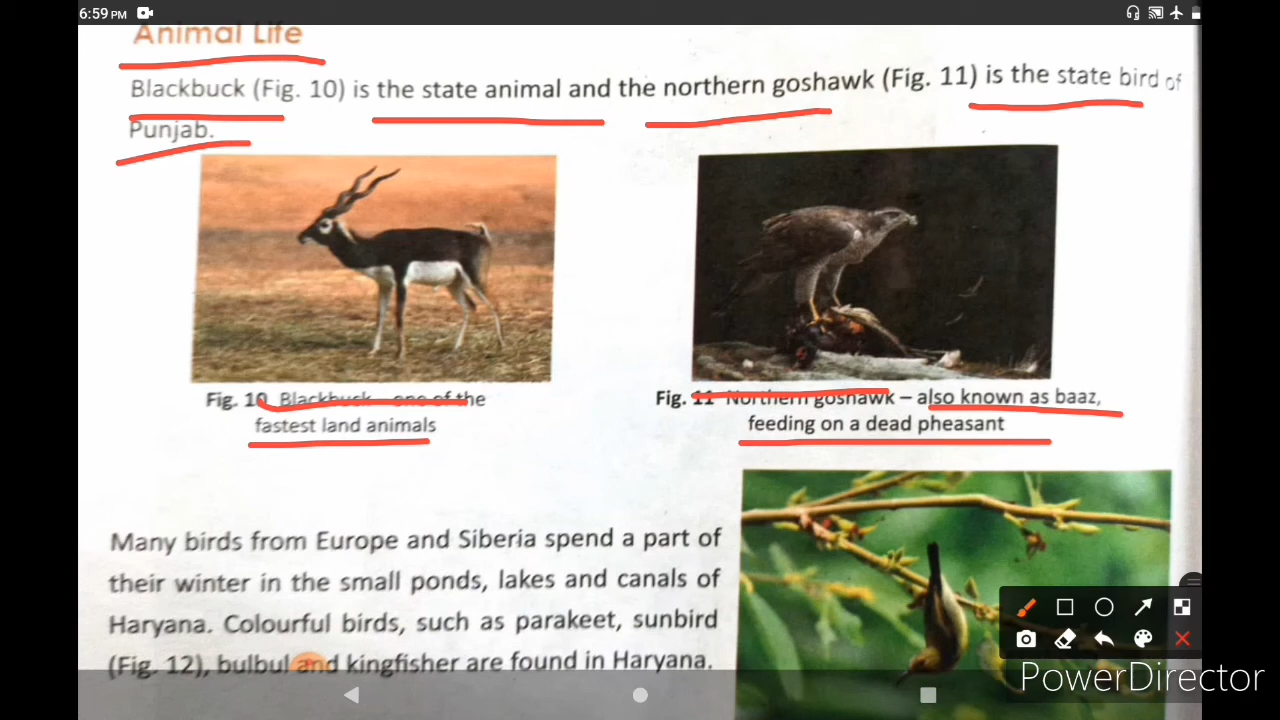 6:59 PM
Animal Life
Blackbuck (Fig. 10) is the state animal and the northern goshawk (Fig. 11) is the state bird of
Punjab.
Fig. 10 Blackbuck – one of the
fastest land animals
Fig. 11 Northern goshawk – also known as baaz,
feeding on a dead pheasant
Many birds from Europe and Siberia spend a part of
their winter in the small ponds, lakes and canals of
Haryana. Colourful birds, such as parakeet, sunbird
(Fig. 12), bulbul and kingfisher are found in Haryana.
PowerDirector